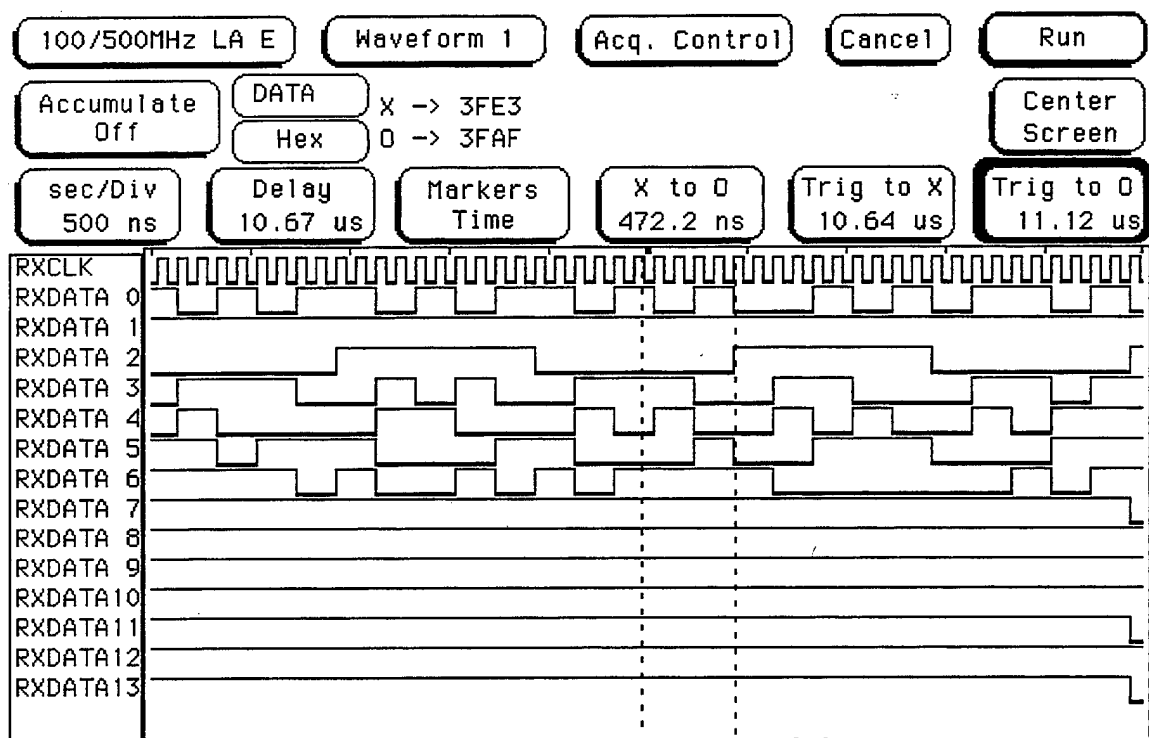 100/500MHz LA E Waveform 1 Acq. Control Cancel Run
Accumulate Off DATA Hex X -> 3FE3 O -> 3FAF Center Screen
sec/Div 500 ns Delay 10.67 us Markers Time X to O 472.2 ns Trig to X 10.64 us Trig to O 11.12 us
RXCLK
RXDATA 0
RXDATA 1
RXDATA 2
RXDATA 3
RXDATA 4
RXDATA 5
RXDATA 6
RXDATA 7
RXDATA 8
RXDATA 9
RXDATA10
RXDATA11
RXDATA12
RXDATA13